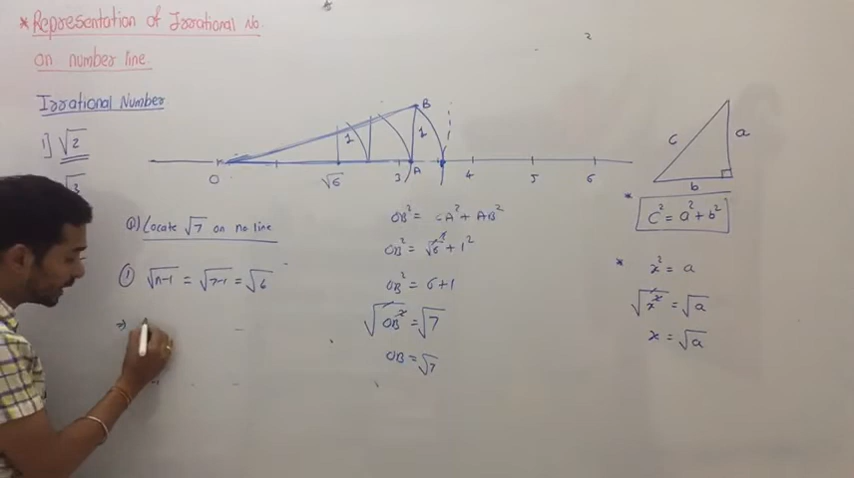 *Representation of Irrational No.
on number line.
Irrational Number
1] √2
√3
O
√6
1
3
A
1
B
4
5
6
Q) Locate √7 on no line
① √n-1 = √7-1 = √6
⇒
OB² = OA² + AB²
OB² = √6² + 1²
OB² = 6+1
√OB² = √7
OB = √7
c
a
b
* C² = a² + b²
* x² = a
√x² = √a
x = √a